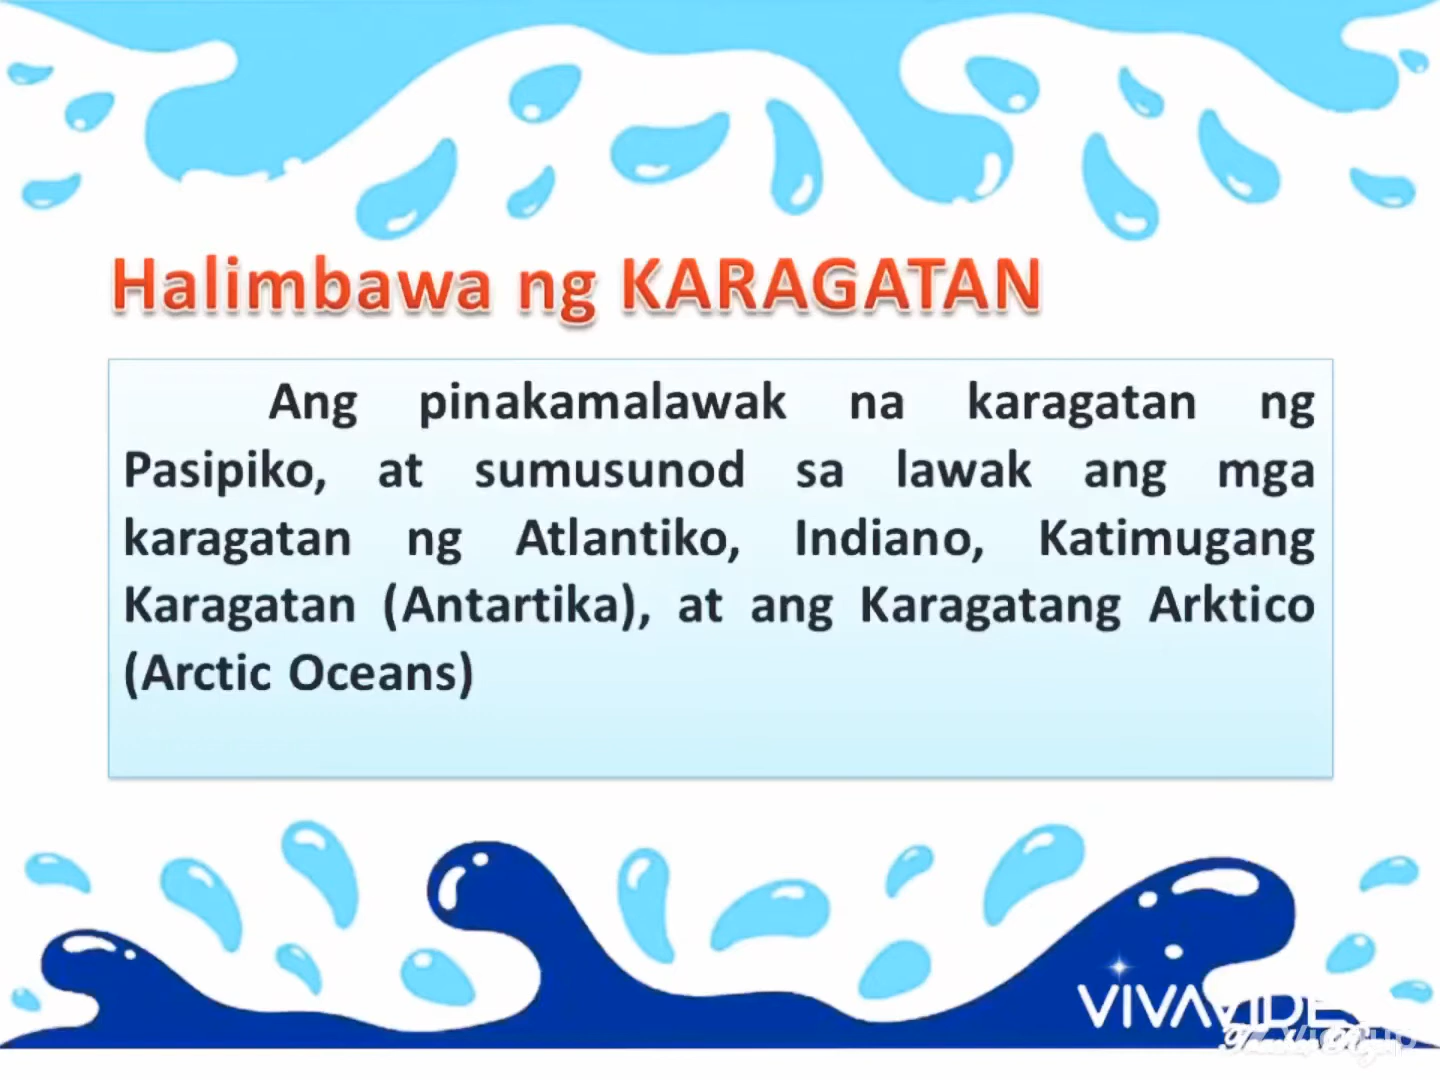 Halimbawa ng KARAGATAN
Ang pinakamalawak na karagatan ng
Pasipiko, at sumusunod sa lawak ang mga
karagatan ng Atlantiko, Indiano, Katimugang
Karagatan (Antartika), at ang Karagatang Arktico
(Arctic Oceans)